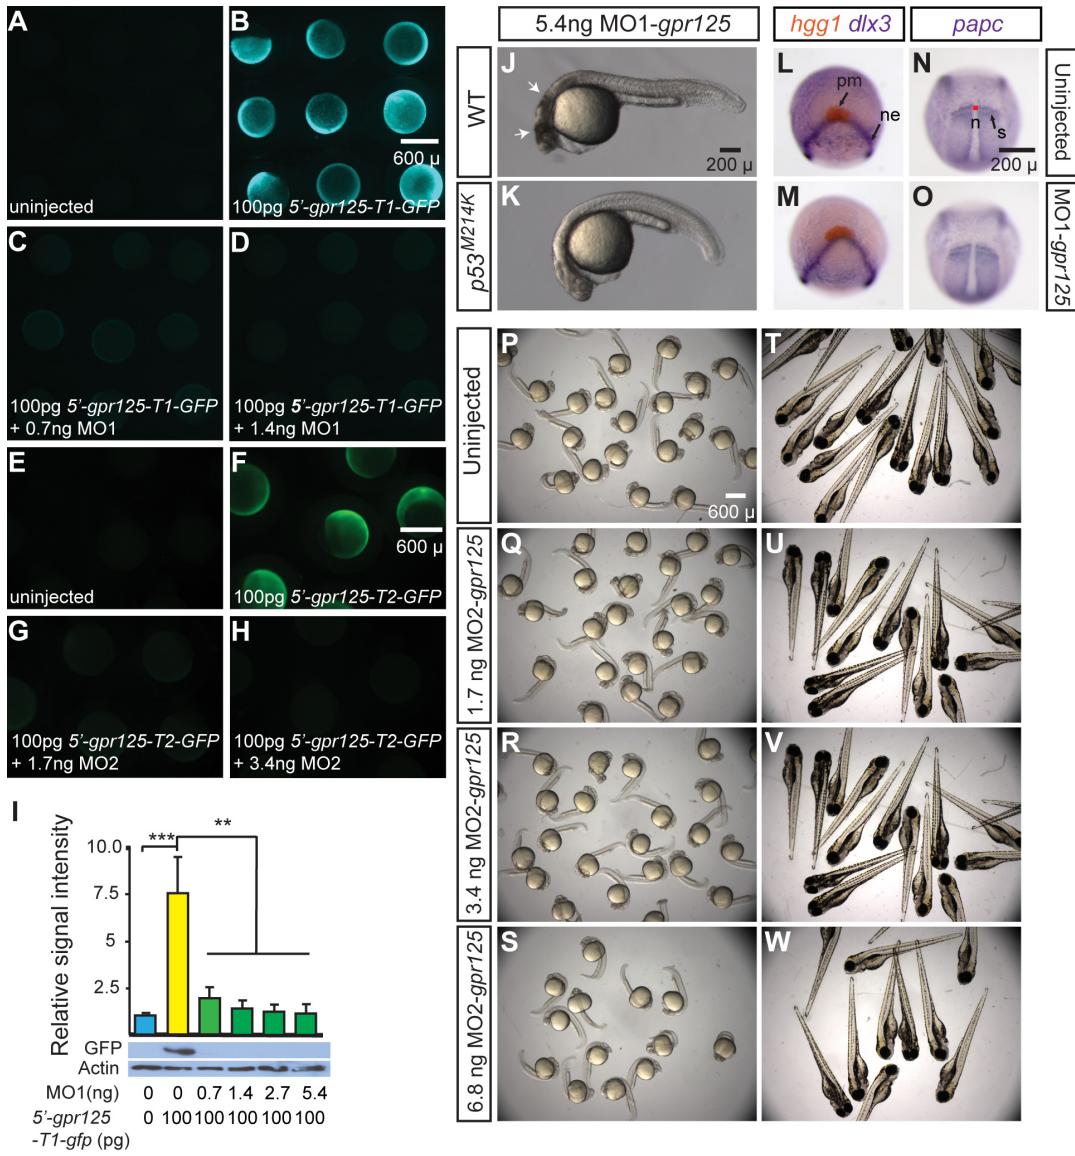 A
uninjected
B
600 μ
100pg 5'-gpr125-T1-GFP
C
100pg 5'-gpr125-T1-GFP
+ 0.7ng MO1
D
100pg 5'-gpr125-T1-GFP
+ 1.4ng MO1
E
uninjected
F
600 μ
100pg 5'-gpr125-T2-GFP
G
100pg 5'-gpr125-T2-GFP
+ 1.7ng MO2
H
100pg 5'-gpr125-T2-GFP
+ 3.4ng MO2
I
Relative signal intensity
10.0
7.5
5
2.5
***
**
GFP
Actin
MO1(ng) 0 0 0.7 1.4 2.7 5.4
5'-gpr125 0 100 100 100 100 100
-T1-gfp (pg)
5.4ng MO1-gpr125
WT
J
200 μ
p53M214K
K
hgg1 dlx3
papc
L
pm
ne
N
n
s
200 μ
Uninjected
M
O
MO1-gpr125
Uninjected
P
600 μ
T
1.7 ng MO2-gpr125
Q
U
3.4 ng MO2-gpr125
R
V
6.8 ng MO2-gpr125
S
W